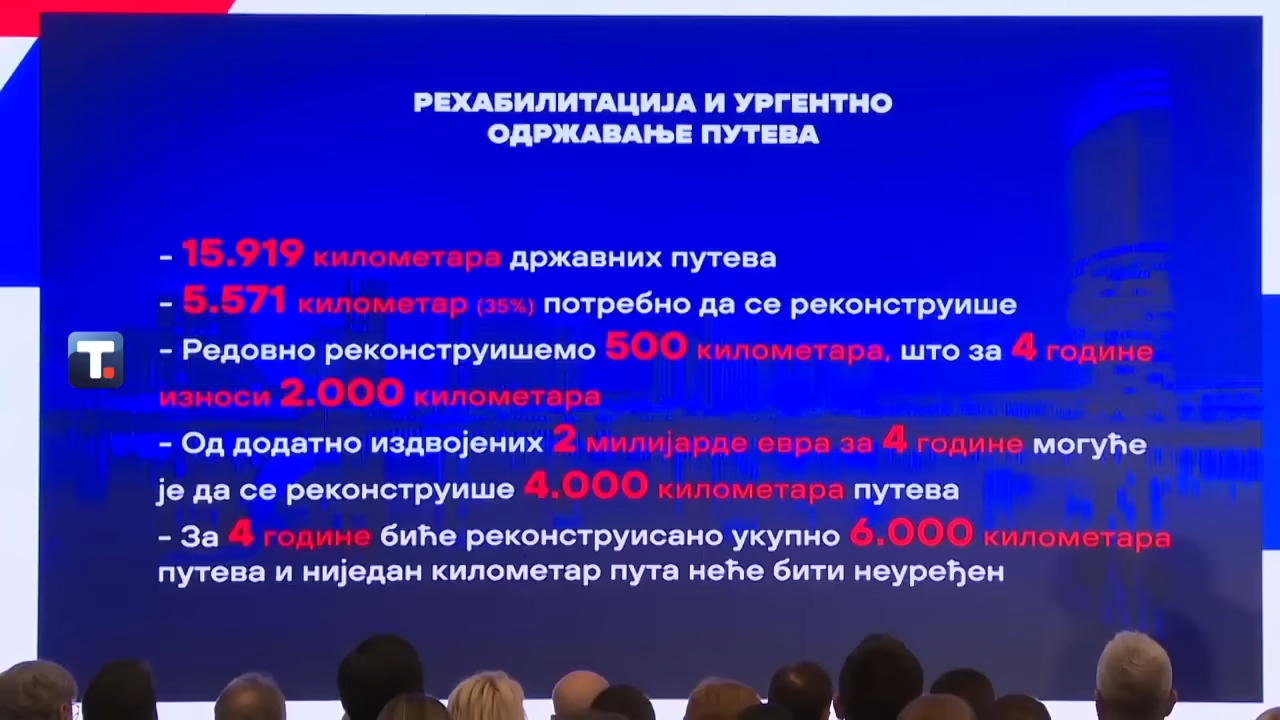 РЕХАБИЛИТАЦИЈА И УРГЕНТНО
ОДРЖАВАЊЕ ПУТЕВА
- 15.919 километара државних путева
- 5.571 километар (35%) потребно да се реконструише
- Редовно реконструишемо 500 километара, што за 4 године
износи 2.000 километара
T.
- Од додатно издвојених 2 милијарде евра за 4 године могуће
је да се реконструише 4.000 километара путева
- За 4 године биће реконструисано укупно 6.000 километара
путева и ниједан километар пута неће бити неуређен